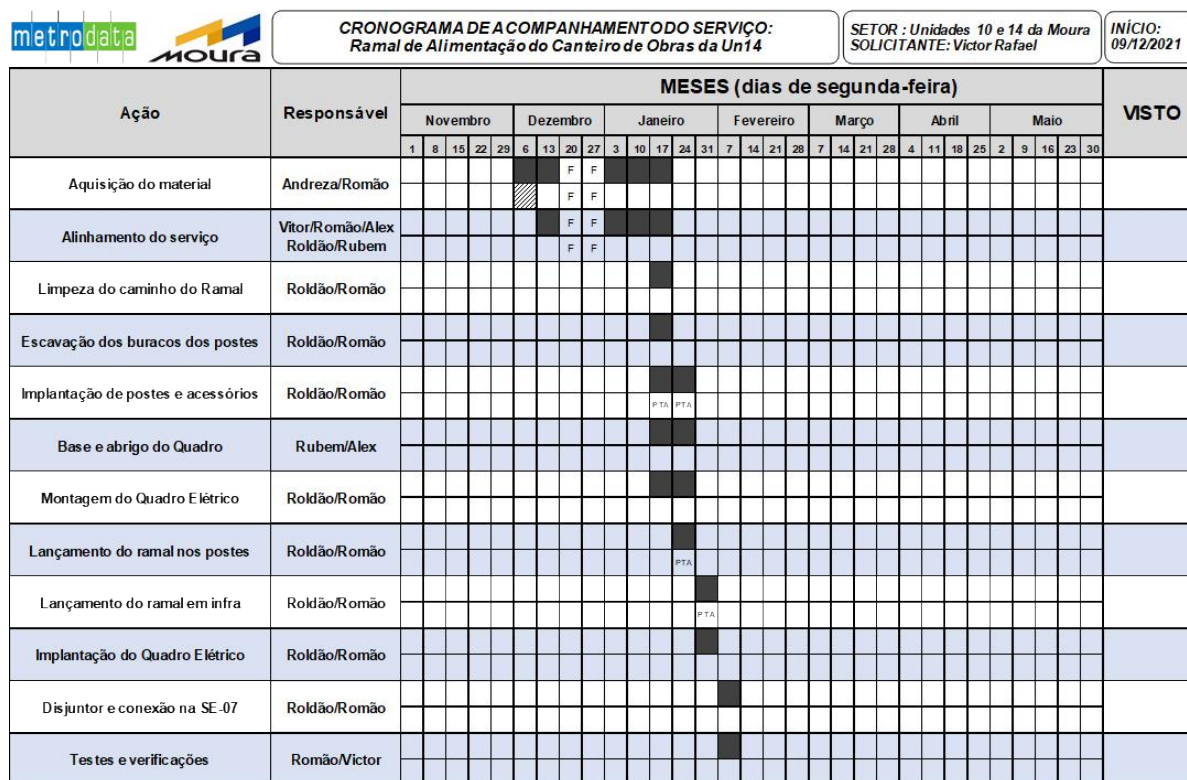 metrodata
MOURA
CRONOGRAMA DE ACOMPANHAMENTO DO SERVIÇO:
Ramal de Alimentação do Canteiro de Obras da Un14
SETOR : Unidades 10 e 14 da Moura
SOLICITANTE: Victor Rafael
INÍCIO:
09/12/2021
Ação
Responsável
MESES (dias de segunda-feira)
VISTO
Novembro Dezembro Janeiro Fevereiro Março Abril Maio
1 8 15 22 29 6 13 20 27 3 10 17 24 31 7 14 21 28 7 14 21 28 4 11 18 25 2 9 16 23 30
Aquisição do material
Andreza/Romão
F F
F F
Alinhamento do serviço
Vitor/Romão/Alex
Roldão/Rubem
F F
F F
Limpeza do caminho do Ramal
Roldão/Romão
Escavação dos buracos dos postes
Roldão/Romão
Implantação de postes e acessórios
Roldão/Romão
PTA PTA
Base e abrigo do Quadro
Rubem/Alex
Montagem do Quadro Elétrico
Roldão/Romão
Lançamento do ramal nos postes
Roldão/Romão
PTA
Lançamento do ramal em infra
Roldão/Romão
PTA
Implantação do Quadro Elétrico
Roldão/Romão
Disjuntor e conexão na SE-07
Roldão/Romão
Testes e verificações
Romão/Victor